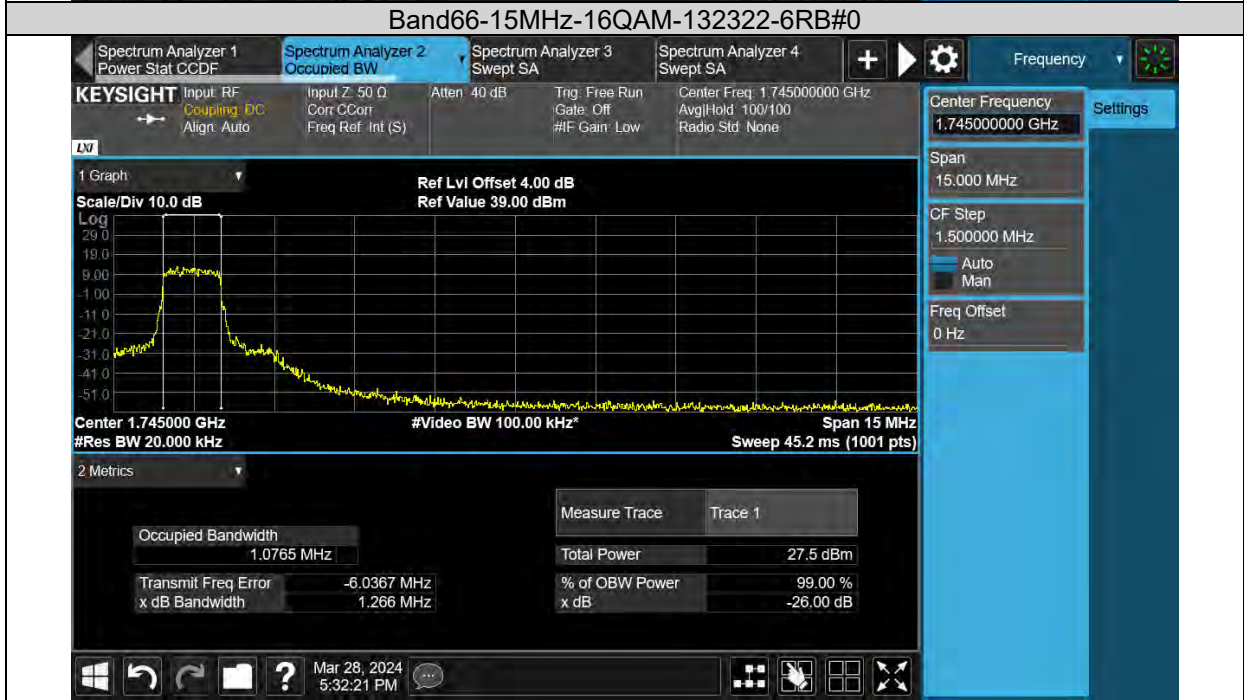 Band66-15MHz-16QAM-132322-6RB#0
Spectrum Analyzer 1 Spectrum Analyzer 2 Spectrum Analyzer 3 Spectrum Analyzer 4 +
Power Stat CCDF Occupied BW Swept SA Swept SA
Frequency
KEYSIGHT Input: RF Input Z: 50 Ω Atten: 40 dB Trig: Free Run Center Freq: 1.745000000 GHz
Coupling: DC Corr CCorr Gate: Off Avg|Hold: 100/100
Align: Auto Freq Ref: Int (S) #IF Gain: Low Radio Std: None
LXI
1 Graph
Ref Lvl Offset 4.00 dB
Scale/Div 10.0 dB Ref Value 39.00 dBm
Log
29.0
19.0
9.00
-1.00
-11.0
-21.0
-31.0
-41.0
-51.0
Center 1.745000 GHz #Video BW 100.00 kHz* Span 15 MHz
#Res BW 20.000 kHz Sweep 45.2 ms (1001 pts)
2 Metrics
Measure Trace Trace 1
Occupied Bandwidth
1.0765 MHz
Total Power 27.5 dBm
Transmit Freq Error -6.0367 MHz
% of OBW Power 99.00 %
x dB Bandwidth 1.266 MHz
x dB -26.00 dB
Center Frequency
1.745000000 GHz
Settings
Span
15.000 MHz
CF Step
1.500000 MHz
Auto
Man
Freq Offset
0 Hz
? Mar 28, 2024
5:32:21 PM